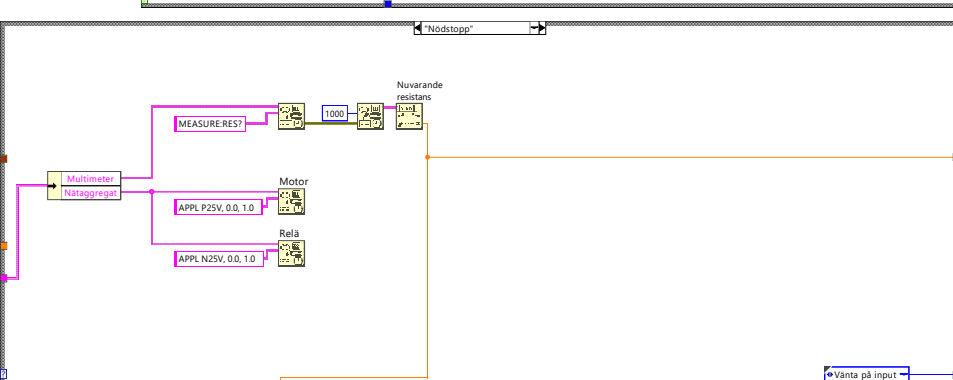 "Nödstopp"
Nuvarande
resistans
1000
MEASURE:RES?
Multimeter
Nätaggregat
Motor
APPL P25V, 0.0, 1.0
Relä
APPL N25V, 0.0, 1.0
?
Vänta på input